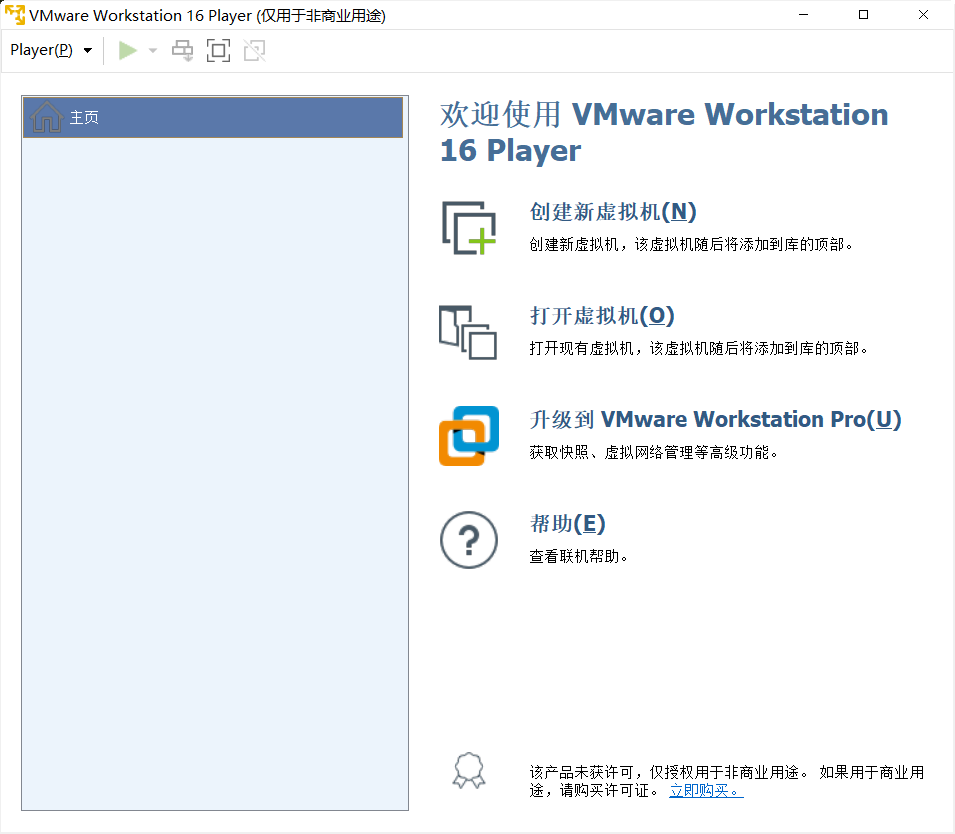 VMware Workstation 16 Player (仅用于非商业用途)
Player(P)
主页
欢迎使用 VMware Workstation
16 Player
创建新虚拟机(N)
创建新虚拟机，该虚拟机随后将添加到库的顶部。
打开虚拟机(O)
打开现有虚拟机，该虚拟机随后将添加到库的顶部。
升级到 VMware Workstation Pro(U)
获取快照、虚拟网络管理等高级功能。
帮助(E)
查看联机帮助。
该产品未获许可，仅授权用于非商业用途。 如果用于商业用
途，请购买许可证。 立即购买。